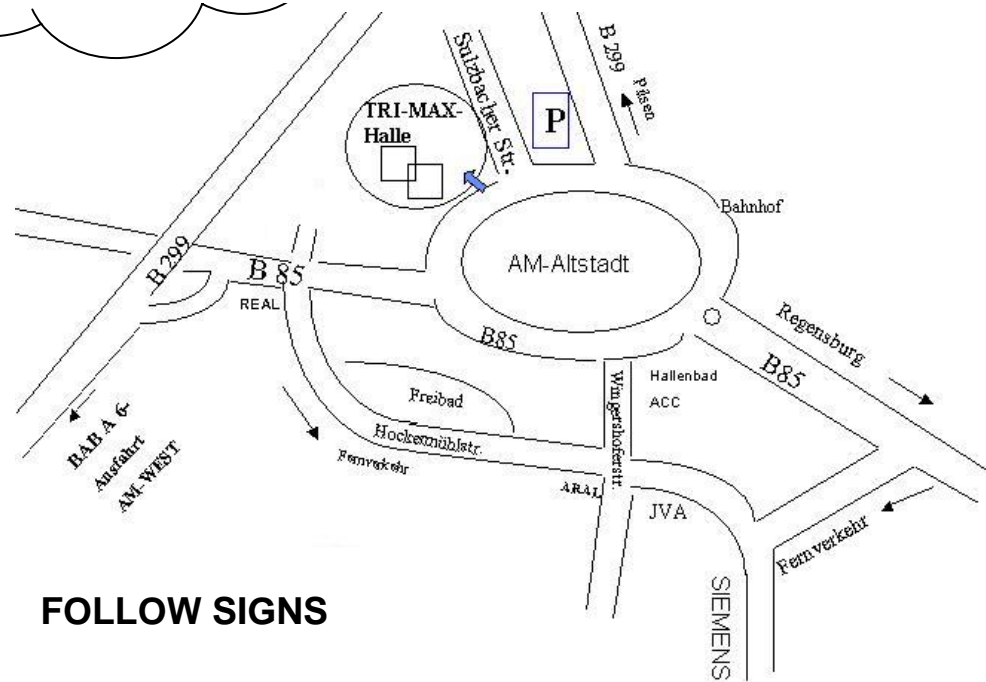 Sulzbacher Str.
B 299
Pilsen
TRI-MAX-
Halle
P
Bahnhof
AM-Altstadt
B 299
B 85
REAL
B85
Regensburg
B85
Hallenbad
ACC
Wingershoferstr.
Freibad
Hockermühlstr.
Fernverkehr
BAB A 6-
Ausfahrt
AM-WEST
ARAL
JVA
Fernverkehr
SIEMENS
FOLLOW SIGNS